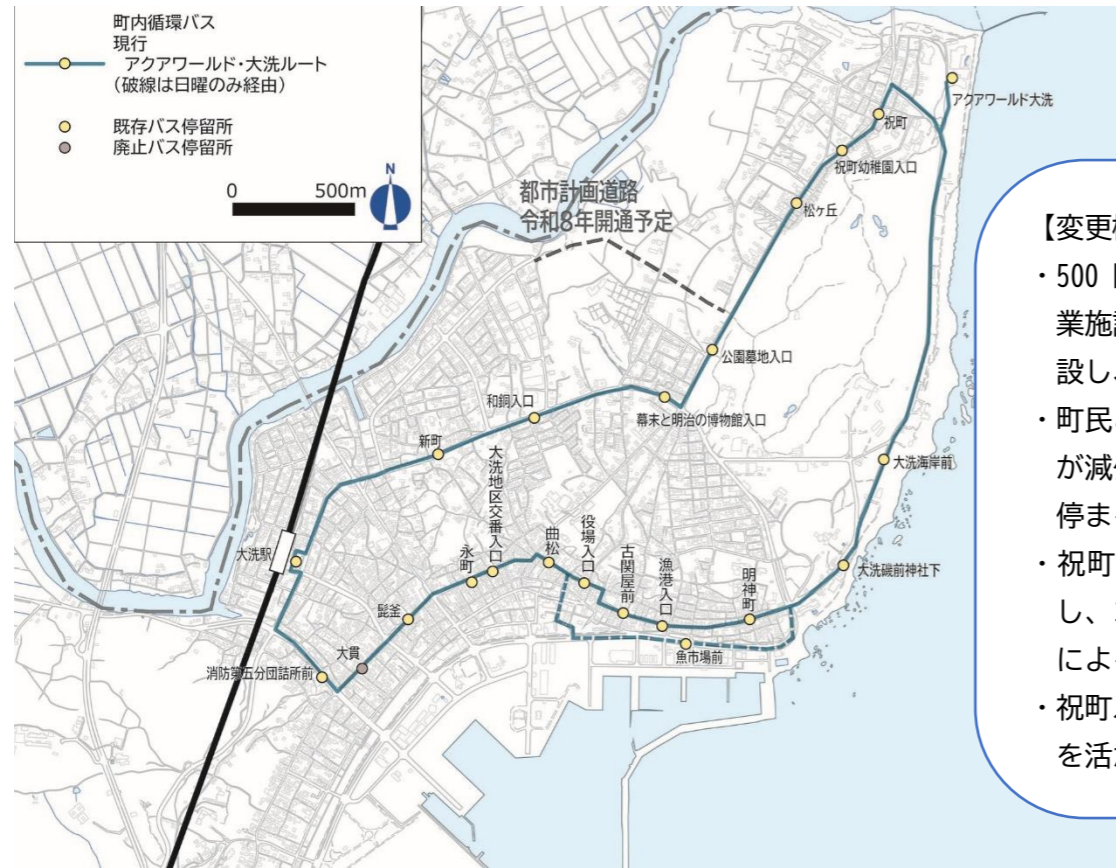 町内循環バス
現行
アクアワールド・大洗ルート
(破線は日曜のみ経由)
既存バス停留所
廃止バス停留所
0 500m
N
都市計画道路
令和8年開通予定
アクアワールド大洗
祝町
祝町幼稚園入口
松ヶ丘
公園墓地入口
幕末と明治の博物館入口
和銅入口
新町
大洗駅
消防第五分団詰所前
大貫
髭釜
永町
大洗地区交番入口
曲松
役場入口
古関屋前
漁港入口
魚市場前
明神町
大洗磯前神社下
大洗海岸前
【変更
・500
業施
設し、
・町民
が減
停ま
・祝町
し、
によ
・祝町
を活